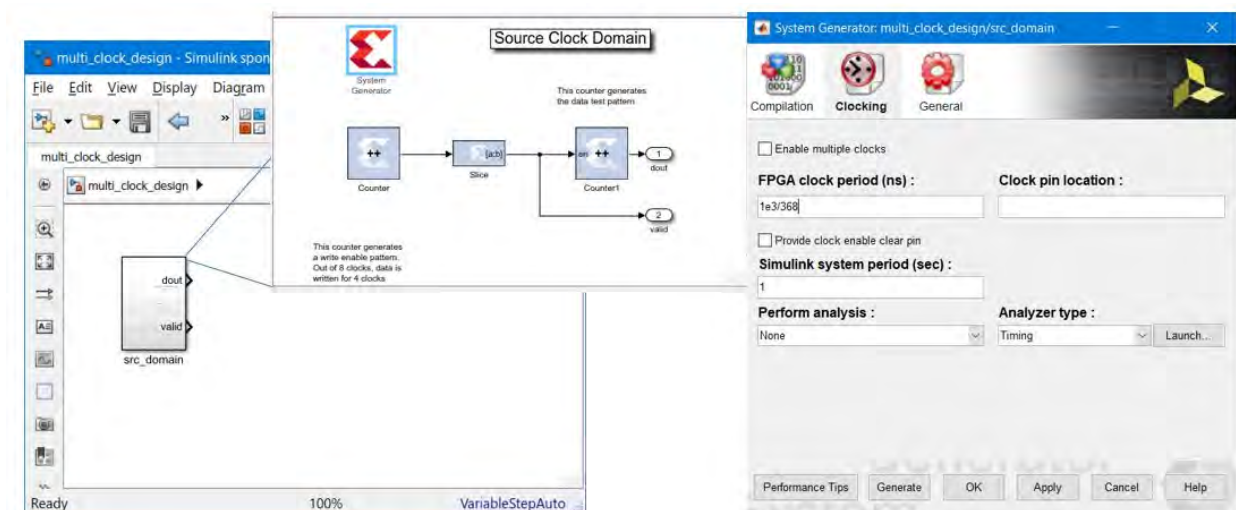 multi_clock_design - Simulink spon
File Edit View Display Diagram
»
multi_clock_design
multi_clock_design
dout
valid
src_domain
Ready
100%
VariableStepAuto
Source Clock Domain
System
Generator
This counter generates
the data test pattern
++
Counter
[a:b]
Slice
en ++
Counter1
1
dout
2
valid
This counter generates
a write enable pattern.
Out of 8 clocks, data is
written for 4 clocks
System Generator: multi_clock_design/src_domain
Compilation Clocking General
Enable multiple clocks
FPGA clock period (ns) : Clock pin location :
1e3/368
Provide clock enable clear pin
Simulink system period (sec) :
1
Perform analysis : Analyzer type :
None Timing Launch..
Performance Tips Generate OK Apply Cancel Help